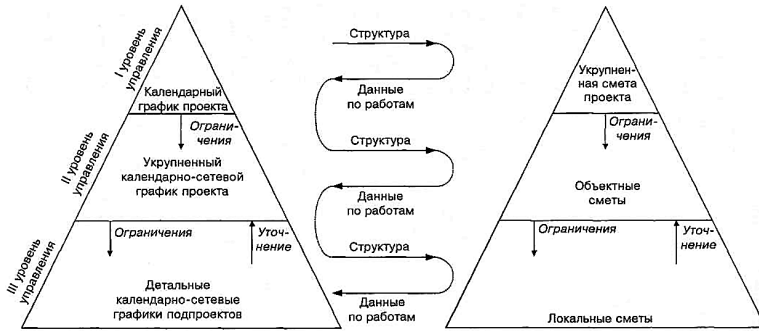 I уровень
управления
Календарный
график проекта
Ограни-
чения
II уровень
управления
Укрупненный
календарно-сетевой
график проекта
Ограничения
Уточ-
нение
III уровень
управления
Детальные
календарно-сетевые
графики подпроектов
Структура
Данные
по работам
Структура
Данные
по работам
Структура
Данные
по работам
Укрупнен-
ная смета
проекта
Ограни-
чения
Объектные
сметы
Ограничения
Уточ-
нение
Локальные сметы